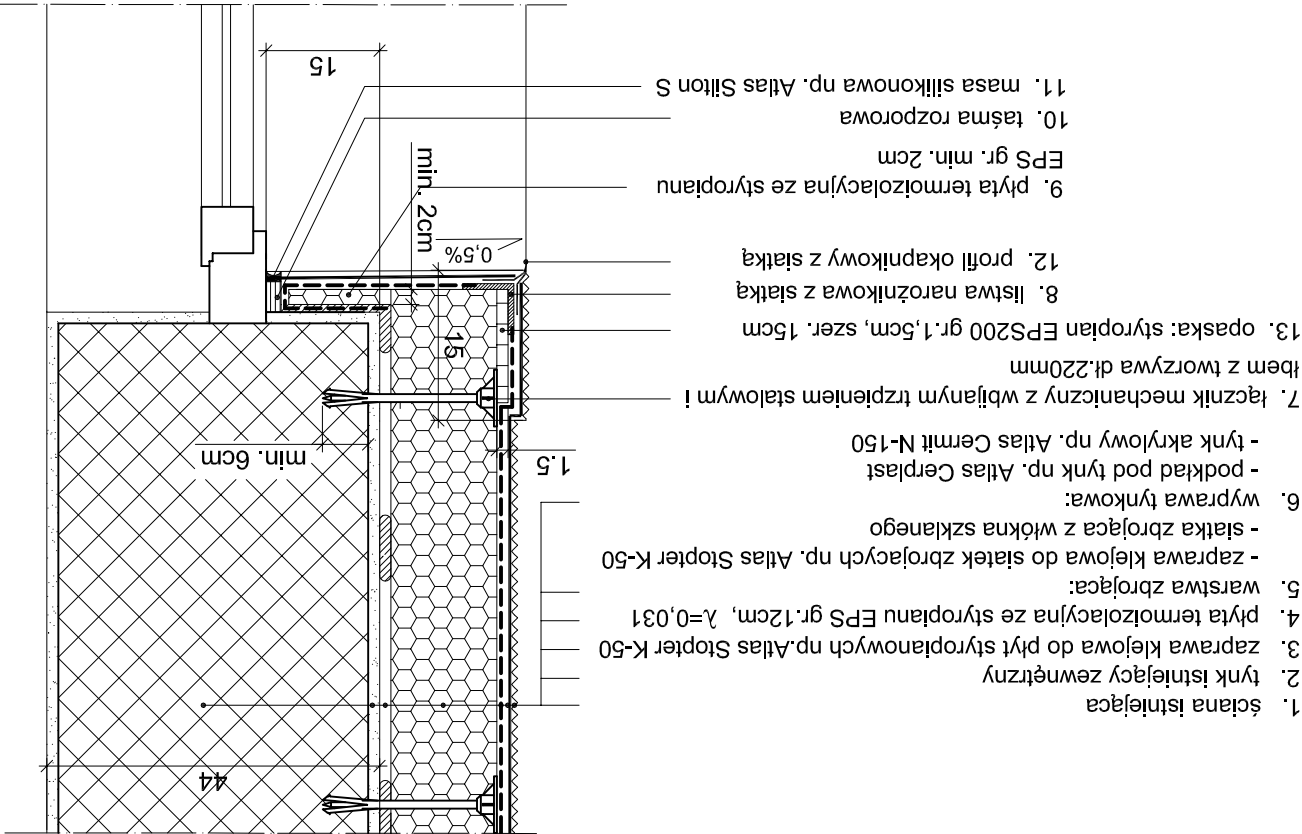 1. ściana istniejąca
2. tynk istniejący zewnętrzny
3. zaprawa klejowa do płyt styropianowych np.Atlas Stopter K-50
4. płyta termoizolacyjna ze styropianu EPS gr.12cm, λ=0,031
5. warstwa zbrojąca:
- zaprawa klejowa do siatek zbrojacych np. Atlas Stopter K-50
- siatka zbrojąca z włókna szklanego
6. wyprawa tynkowa:
- podkład pod tynk np. Atlas Cerplast
- tynk akrylowy np. Atlas Cermit N-150
7. łącznik mechaniczny z wbijanym trzpieniem stalowym i
łbem z tworzywa dł.220mm
13. opaska: styropian EPS200 gr.1,5cm, szer. 15cm
8. listwa narożnikowa z siatką
12. profil okapnikowy z siatką
9. płyta termoizolacyjna ze styropianu
EPS gr. min. 2cm
10. taśma rozporowa
11. masa silikonowa np. Atlas Silton S
44
1.5
min. 6cm
15
0,5%
min. 2cm
15